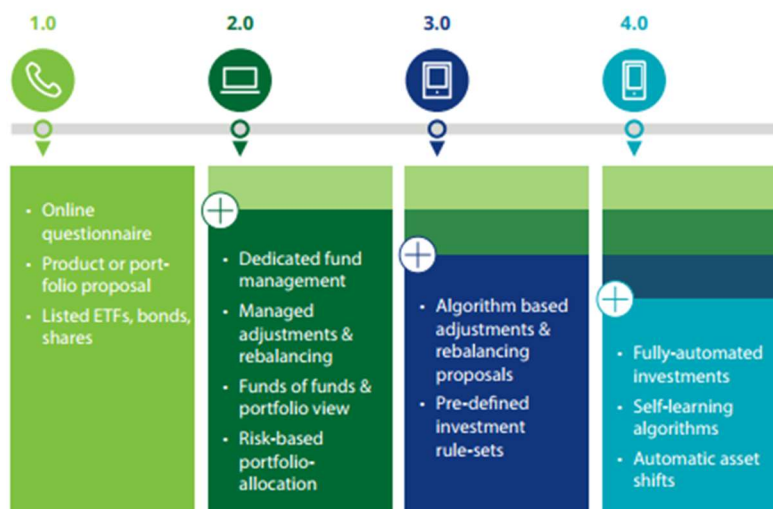 1.0
2.0
3.0
4.0
• Online
questionnaire
• Product or port-
folio proposal
• Listed ETFs, bonds,
shares
• Dedicated fund
management
• Managed
adjustments &
rebalancing
• Funds of funds &
portfolio view
• Risk-based
portfolio-
allocation
• Algorithm based
adjustments &
rebalancing
proposals
• Pre-defined
investment
rule-sets
• Fully-automated
investments
• Self-learning
algorithms
• Automatic asset
shifts